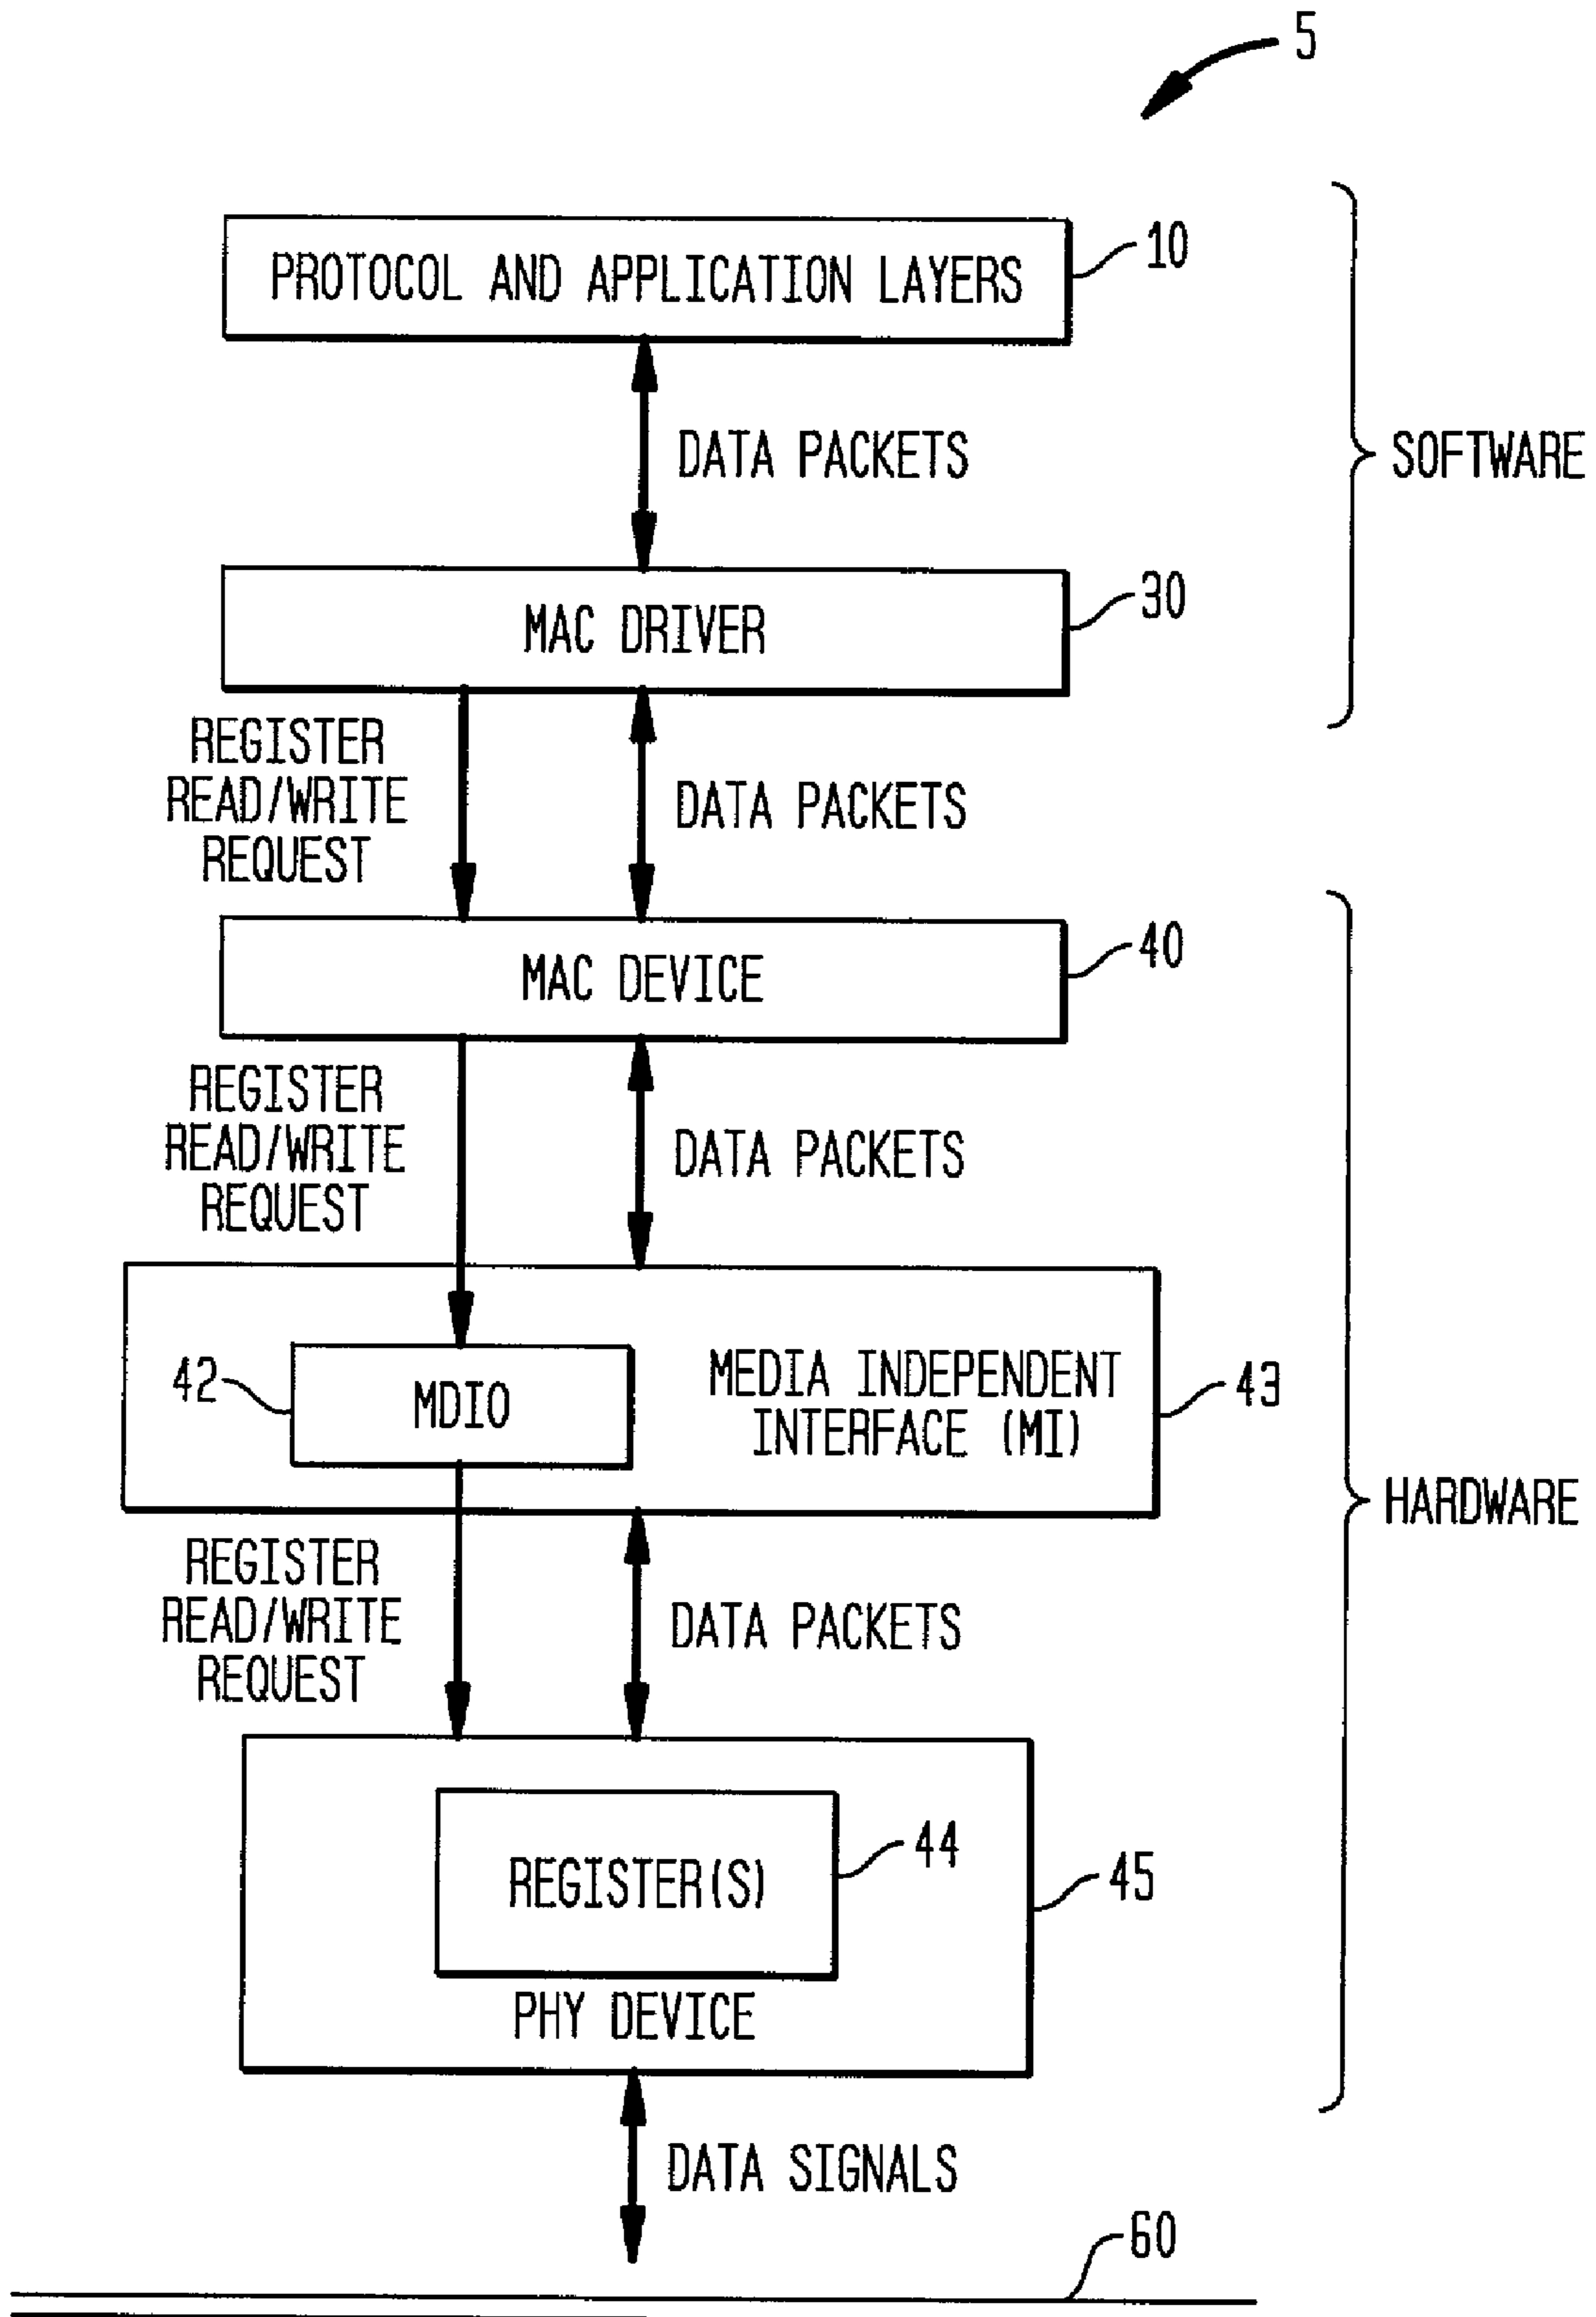 5
PROTOCOL AND APPLICATION LAYERS
10
DATA PACKETS
SOFTWARE
MAC DRIVER
30
REGISTER
READ/WRITE
REQUEST
DATA PACKETS
MAC DEVICE
40
REGISTER
READ/WRITE
REQUEST
DATA PACKETS
42
MDIO
MEDIA INDEPENDENT
INTERFACE (MI)
43
HARDWARE
REGISTER
READ/WRITE
REQUEST
DATA PACKETS
REGISTER(S)
44
45
PHY DEVICE
DATA SIGNALS
60